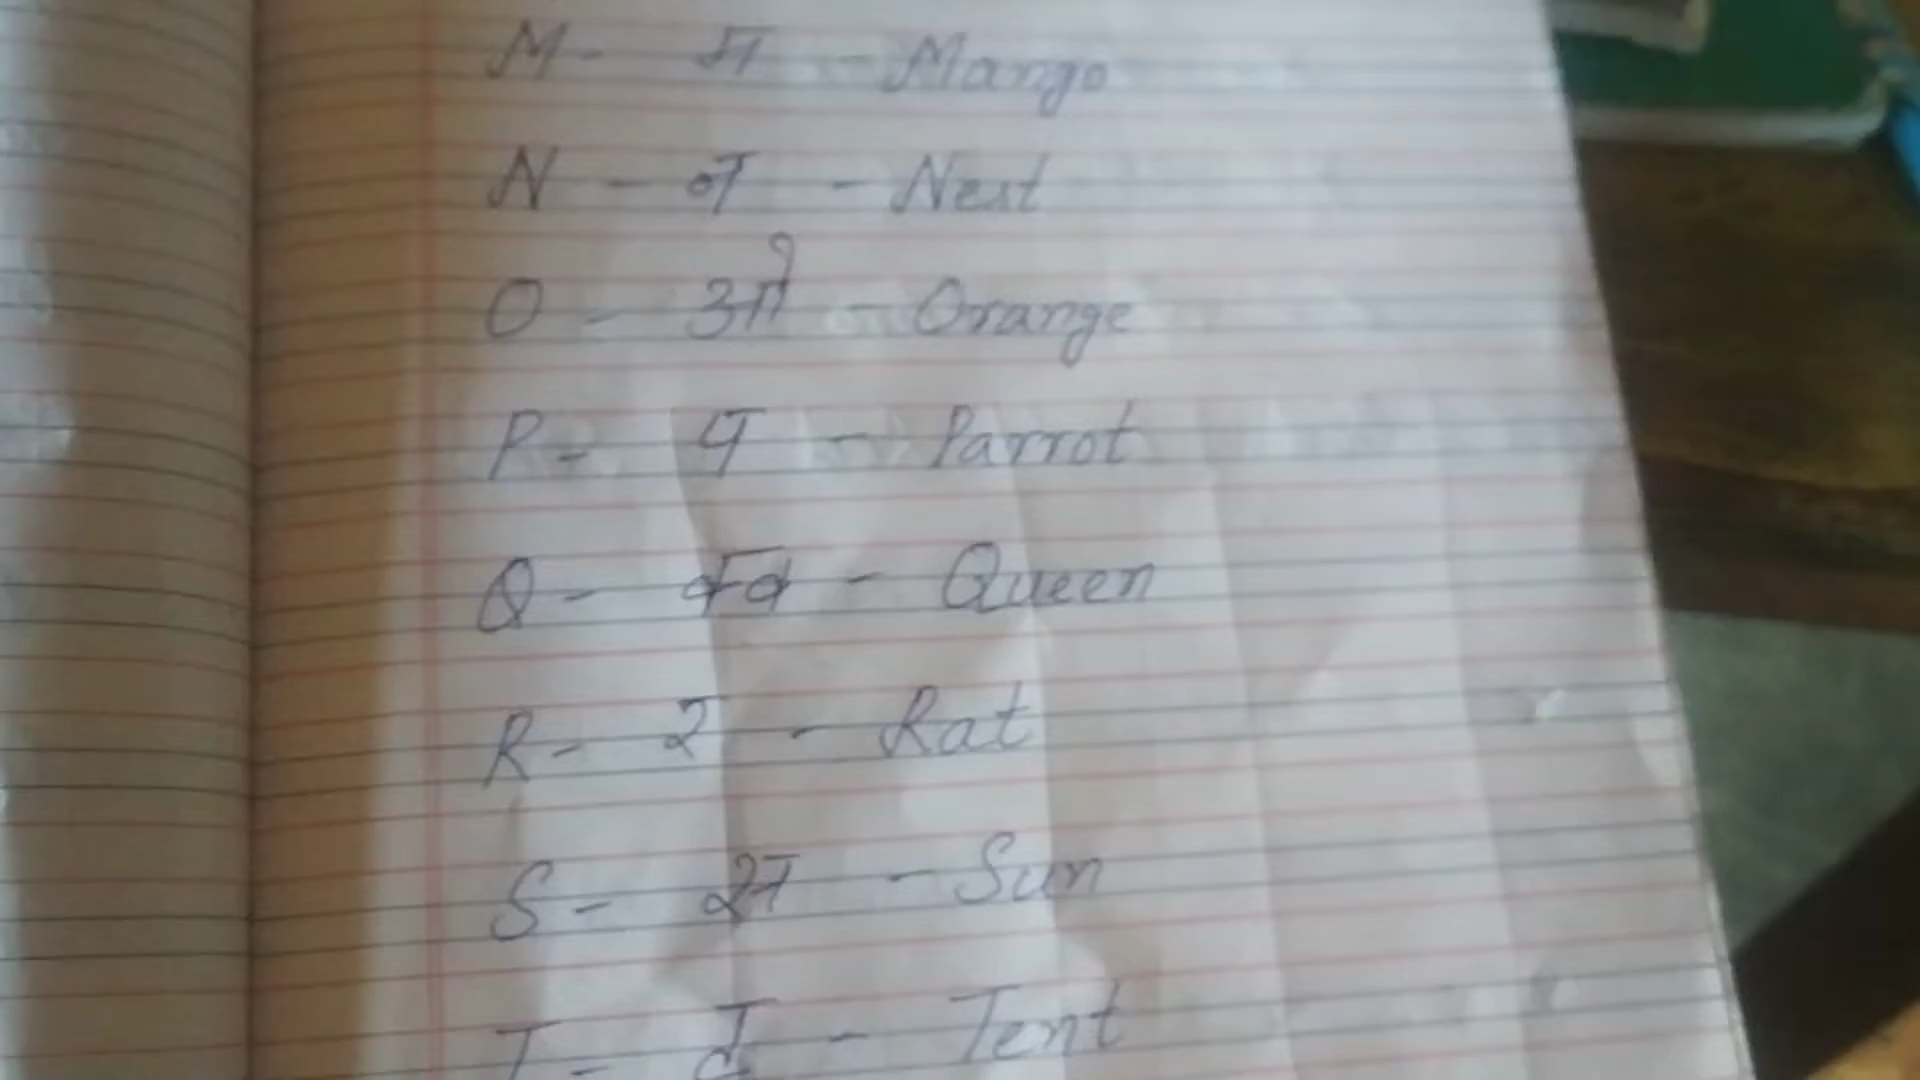 M - म - Mango
N - न - Nest
O - ओ - Orange
P - प - Parrot
Q - क्व - Queen
R - र - Rat
S - स - Sun
T - ट - Tent